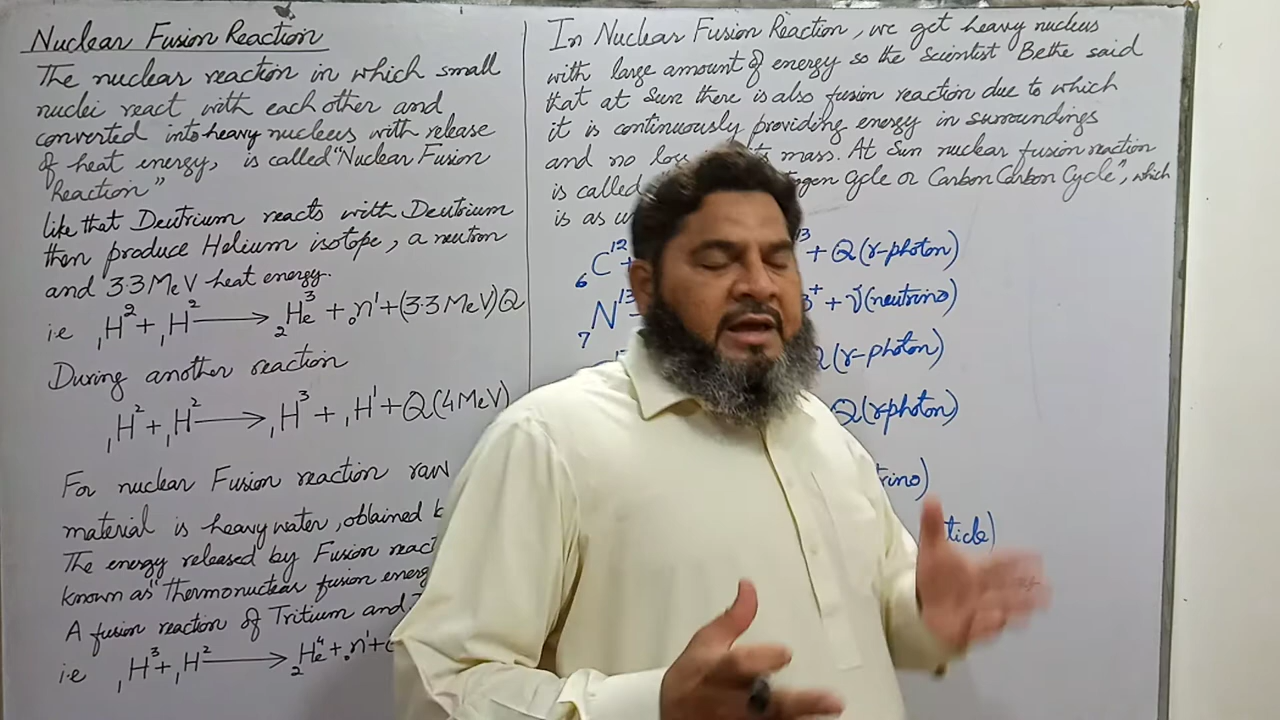 Nuclear Fusion Reaction
The nuclear reaction in which small
nuclei react with each other and
converted into heavy nucleus with release
of heat energy, is called "Nuclear Fusion
Reaction"
like that Deutrium reacts with Deutrium
then produce Helium isotope, a neutron
and 3.3 MeV heat energy.
i.e ₁H² + ₁H² ⟶ ₂He³ + ₀n¹ + (3.3 MeV)Q
During another reaction
₁H² + ₁H² ⟶ ₁H³ + ₁H¹ + Q(4 MeV)
For nuclear Fusion reaction raw
material is heavy water, obtained
The energy released by Fusion
known as "thermonuclear fusion
A fusion reaction of Tritium and
i.e ₁H³ + ₁H² ⟶ ₂He⁴ + ₀n¹ +
In Nuclear Fusion Reaction, we get heavy nucleus
with large amount of energy so the Scientist Bethe said
that at Sun there is also fusion reaction due to which
it is continuously providing energy in surroundings
and no mass. At Sun nuclear fusion reaction
is called Cycle or Carbon Carbon Cycle", which
is as
₆C¹² + + Q(γ-photon)
₇N¹³ + ν(neutrino)
(γ-photon)
Q(γ-photon)